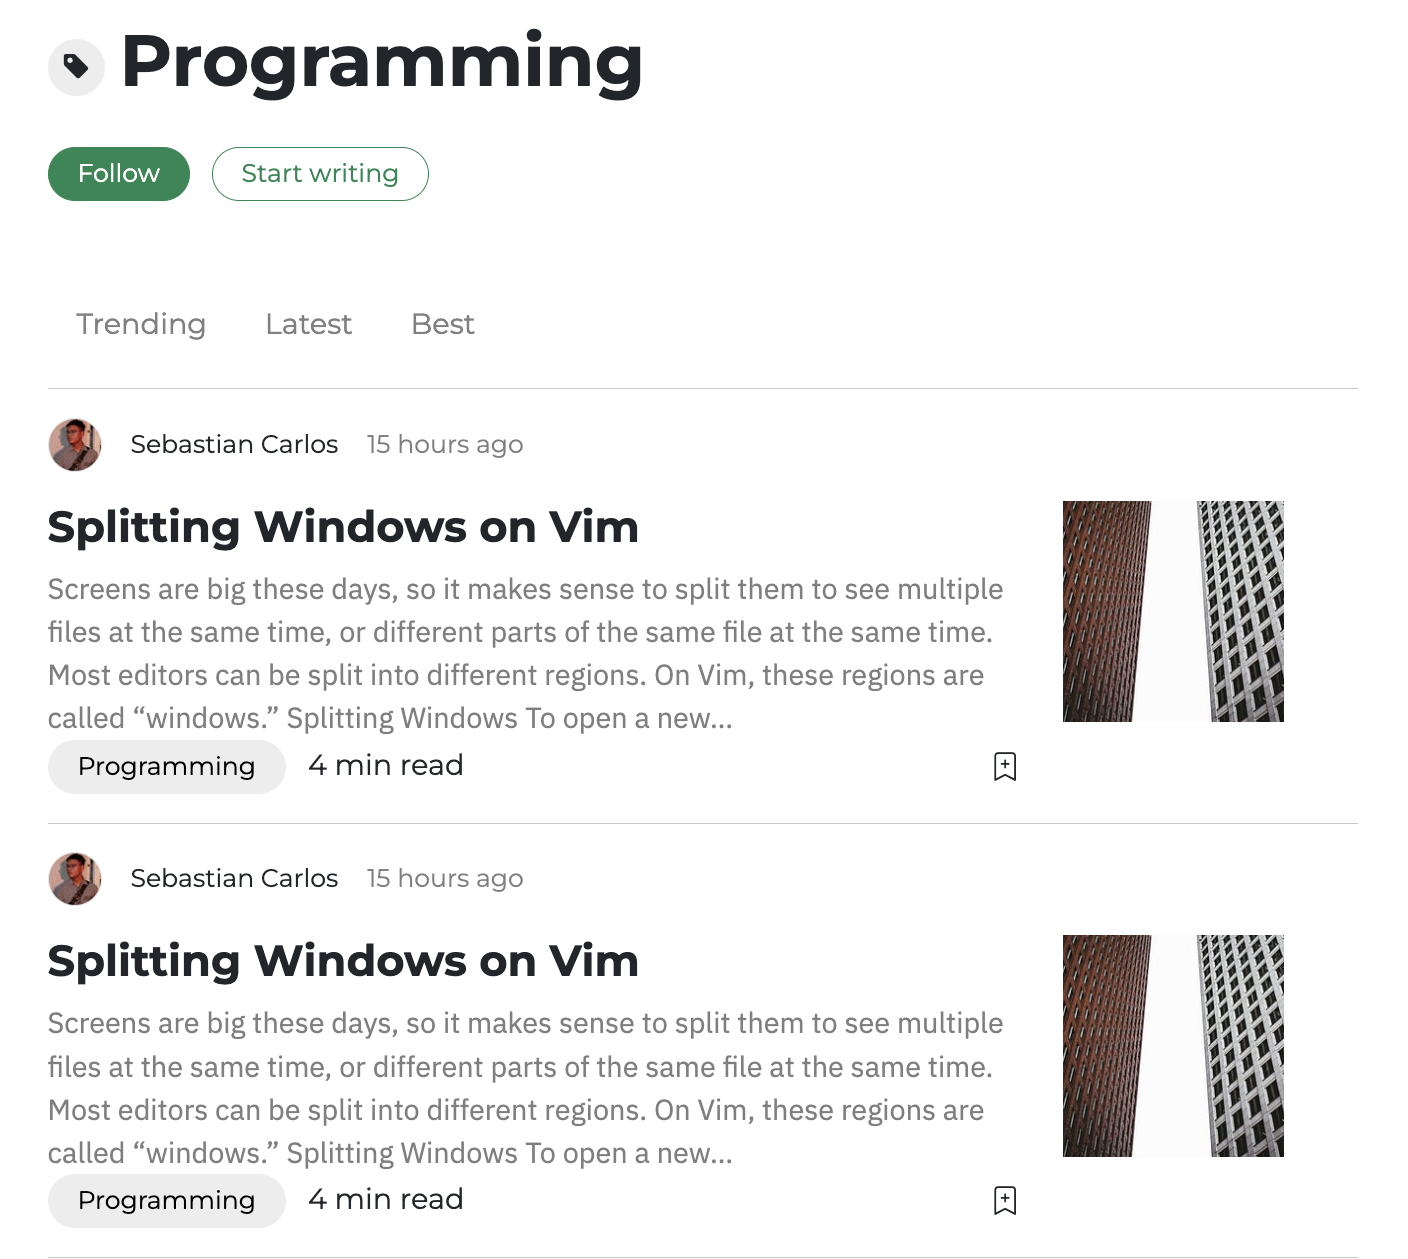 Programming
Follow
Start writing
Trending
Latest
Best
Sebastian Carlos
15 hours ago
Splitting Windows on Vim
Screens are big these days, so it makes sense to split them to see multiple
files at the same time, or different parts of the same file at the same time.
Most editors can be split into different regions. On Vim, these regions are
called “windows.” Splitting Windows To open a new...
Programming
4 min read
Sebastian Carlos
15 hours ago
Splitting Windows on Vim
Screens are big these days, so it makes sense to split them to see multiple
files at the same time, or different parts of the same file at the same time.
Most editors can be split into different regions. On Vim, these regions are
called “windows.” Splitting Windows To open a new...
Programming
4 min read